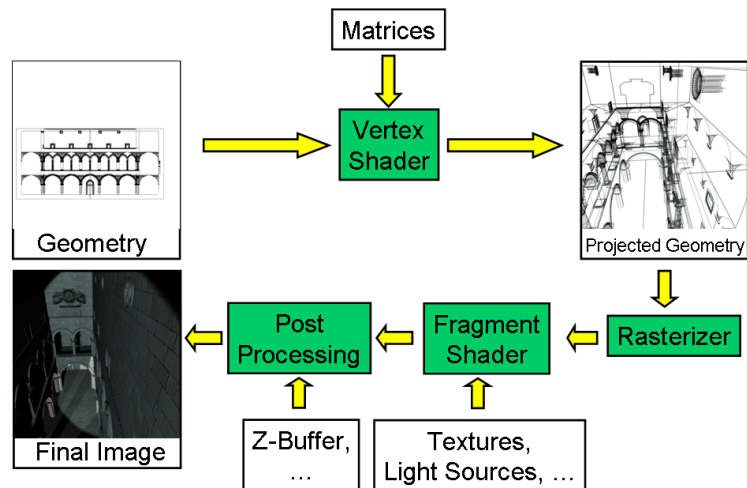 Matrices
Geometry
Vertex
Shader
Projected Geometry
Rasterizer
Fragment
Shader
Post
Processing
Final Image
Z-Buffer,
...
Textures,
Light Sources, ...